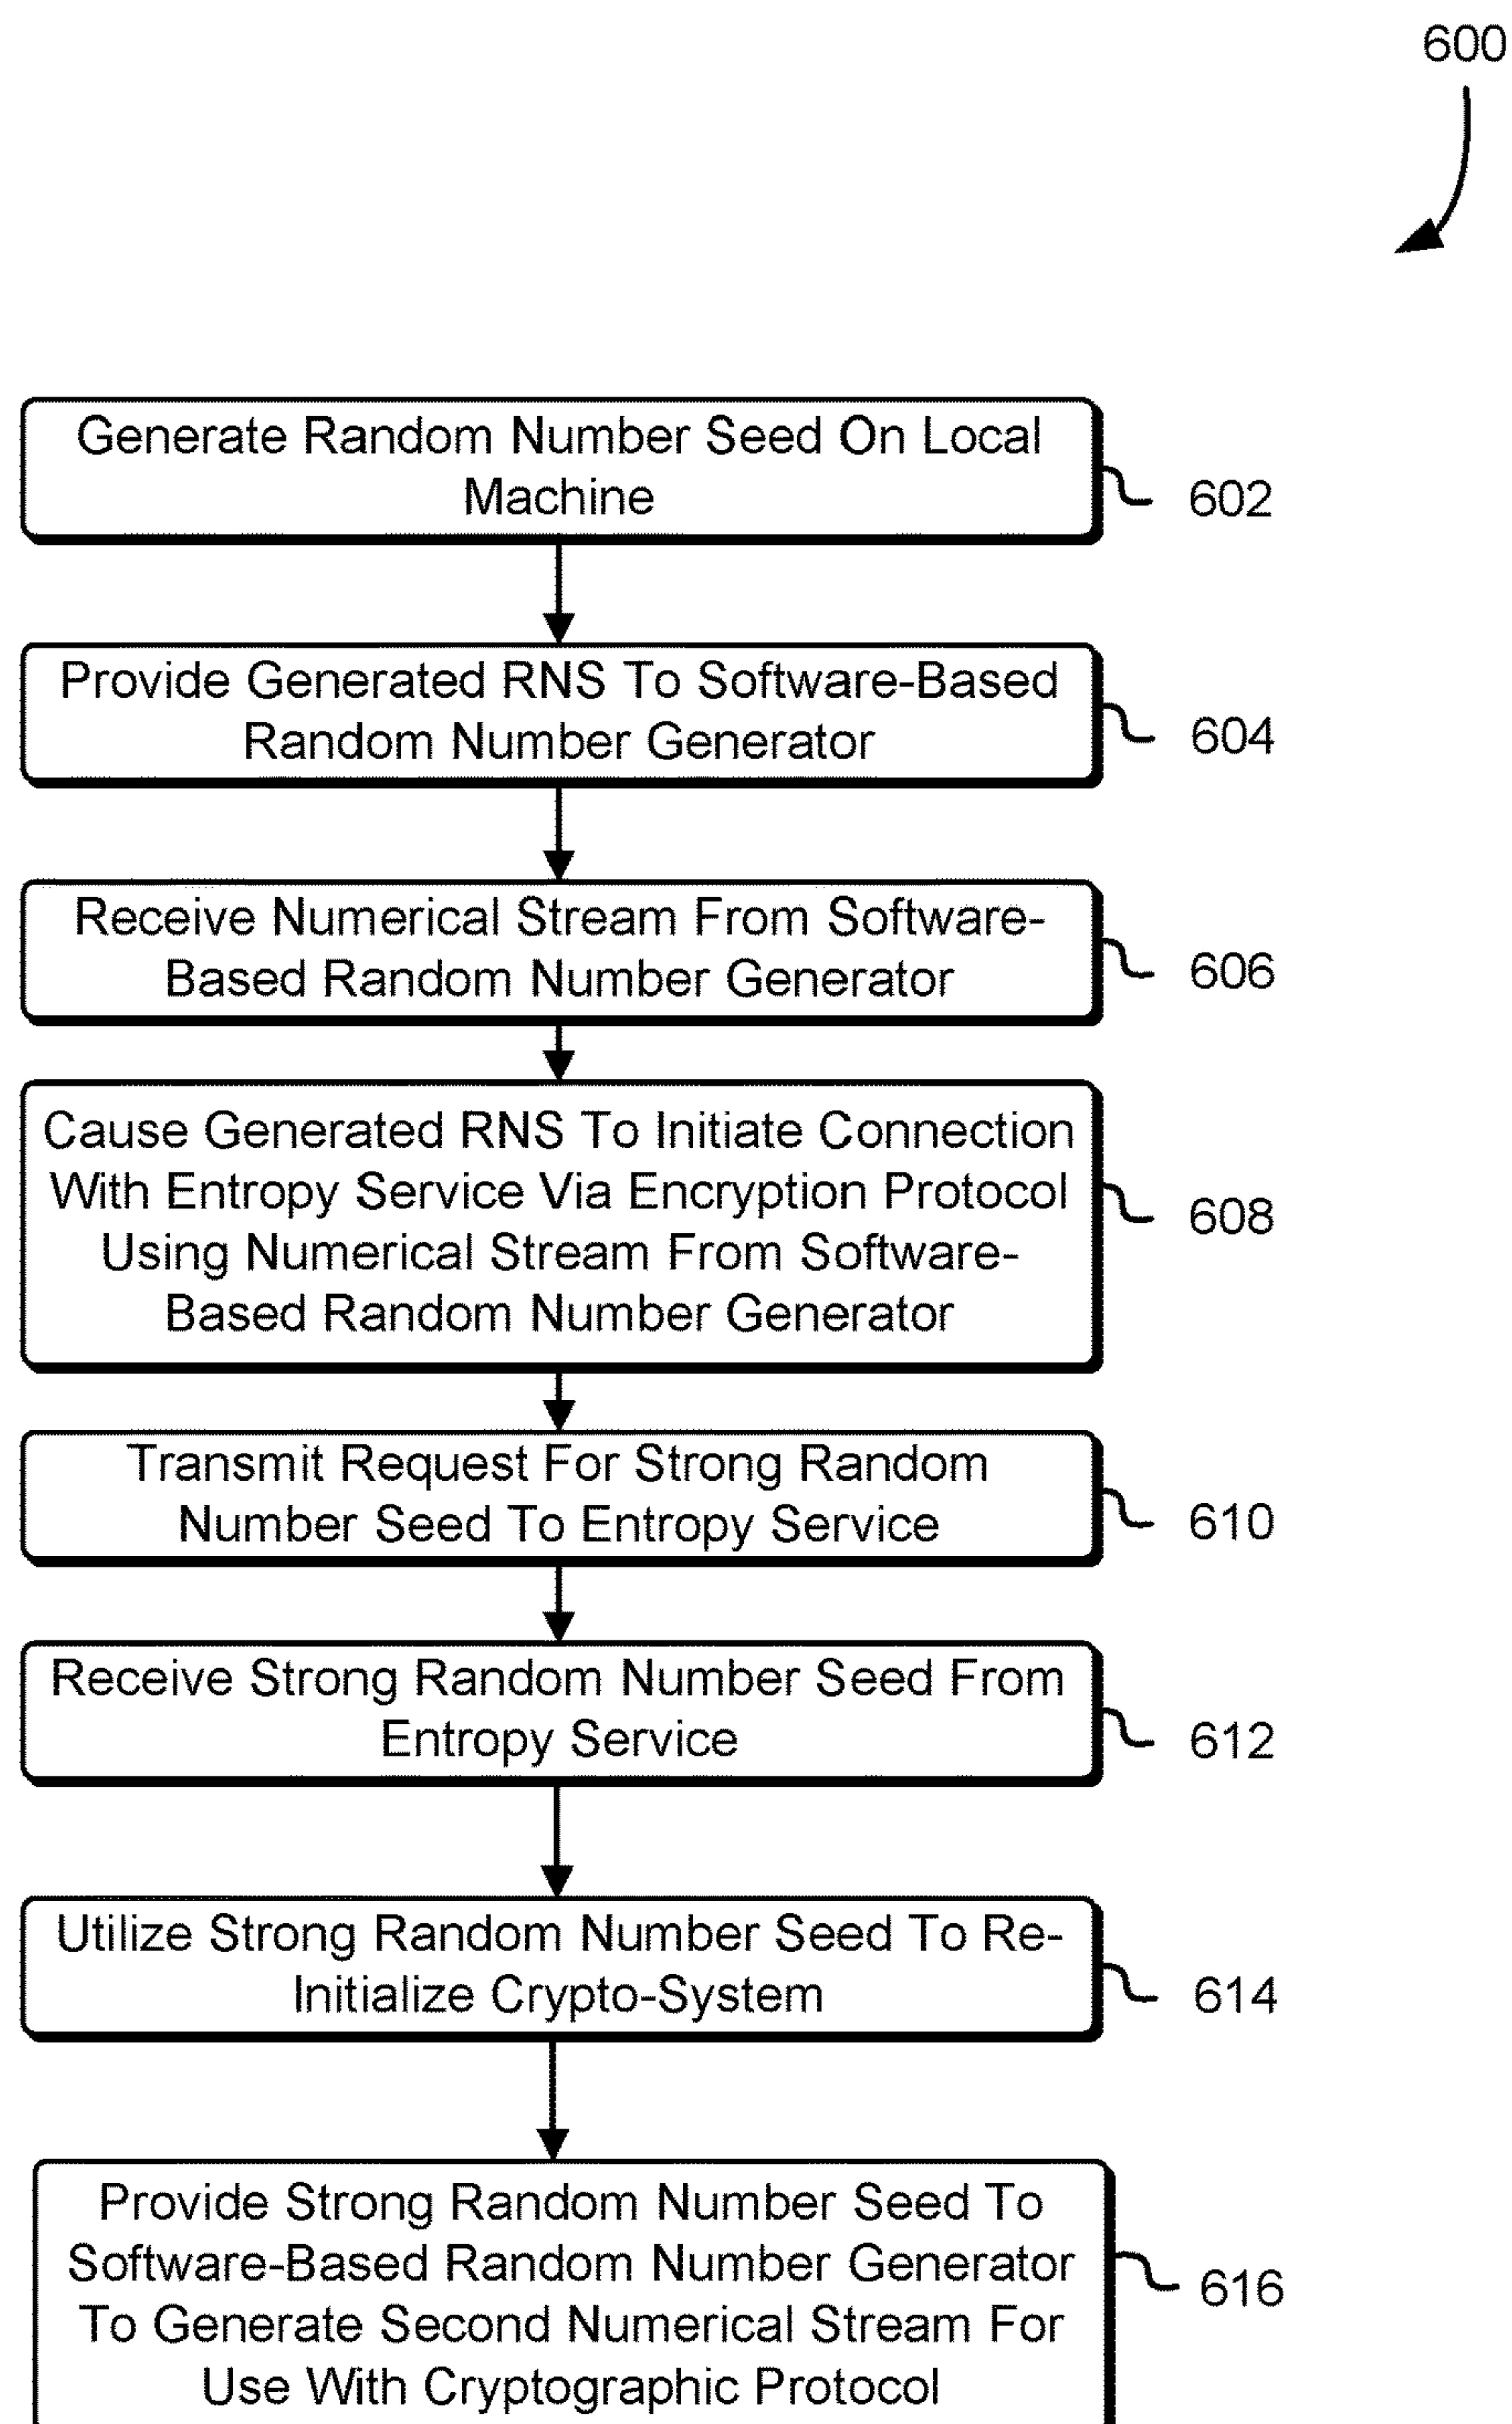 600
Generate Random Number Seed On Local
Machine
602
Provide Generated RNS To Software-Based
Random Number Generator
604
Receive Numerical Stream From Software-
Based Random Number Generator
606
Cause Generated RNS To Initiate Connection
With Entropy Service Via Encryption Protocol
Using Numerical Stream From Software-
Based Random Number Generator
608
Transmit Request For Strong Random
Number Seed To Entropy Service
610
Receive Strong Random Number Seed From
Entropy Service
612
Utilize Strong Random Number Seed To Re-
Initialize Crypto-System
614
Provide Strong Random Number Seed To
Software-Based Random Number Generator
To Generate Second Numerical Stream For
Use With Cryptographic Protocol
616